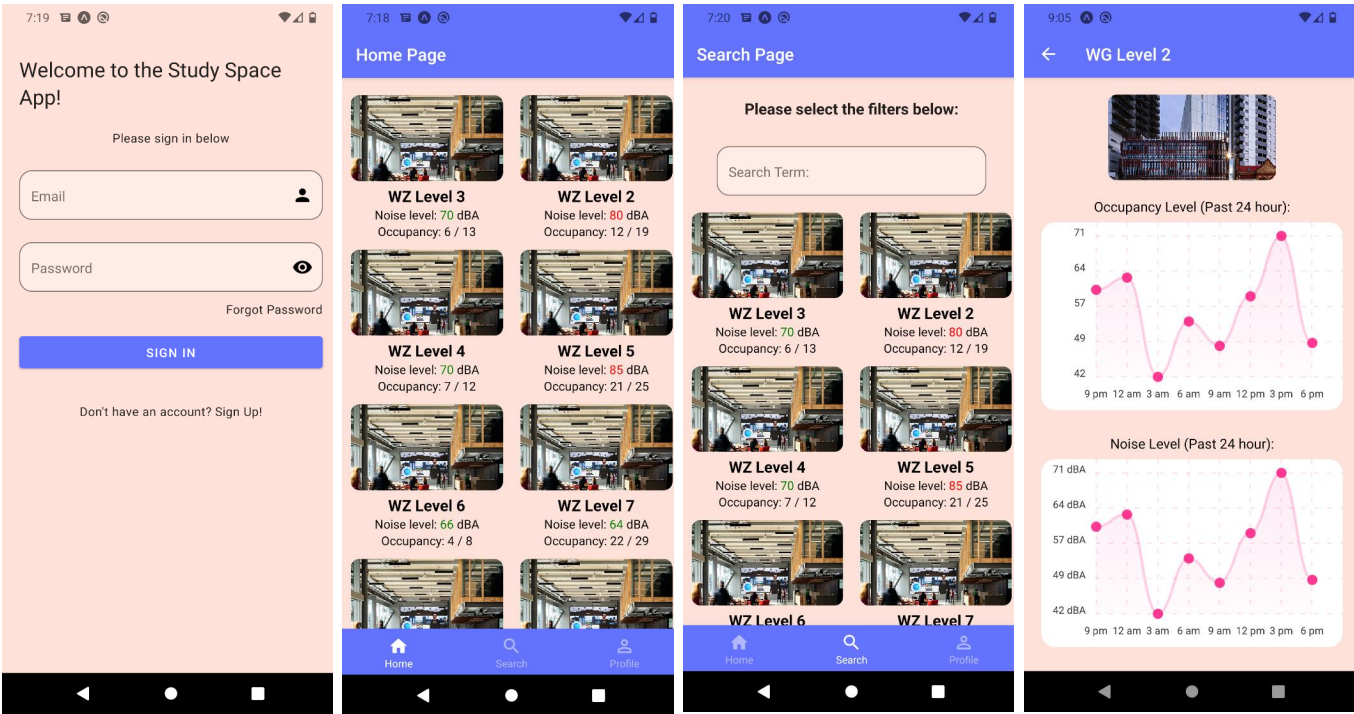 7:19
Welcome to the Study Space
App!
Please sign in below
Email
Password
Forgot Password
SIGN IN
Don't have an account? Sign Up!
7:18
Home Page
WZ Level 3
Noise level: 70 dBA
Occupancy: 6 / 13
WZ Level 2
Noise level: 80 dBA
Occupancy: 12 / 19
WZ Level 4
Noise level: 70 dBA
Occupancy: 7 / 12
WZ Level 5
Noise level: 85 dBA
Occupancy: 21 / 25
WZ Level 6
Noise level: 66 dBA
Occupancy: 4 / 8
WZ Level 7
Noise level: 64 dBA
Occupancy: 22 / 29
Home
Search
Profile
7:20
Search Page
Please select the filters below:
Search Term:
WZ Level 3
Noise level: 70 dBA
Occupancy: 6 / 13
WZ Level 2
Noise level: 80 dBA
Occupancy: 12 / 19
WZ Level 4
Noise level: 70 dBA
Occupancy: 7 / 12
WZ Level 5
Noise level: 85 dBA
Occupancy: 21 / 25
WZ Level 6
WZ Level 7
Home
Search
Profile
9:05
WG Level 2
Occupancy Level (Past 24 hour):
71
64
57
49
42
9 pm 12 am 3 am 6 am 9 am 12 pm 3 pm 6 pm
Noise Level (Past 24 hour):
71 dBA
64 dBA
57 dBA
49 dBA
42 dBA
9 pm 12 am 3 am 6 am 9 am 12 pm 3 pm 6 pm